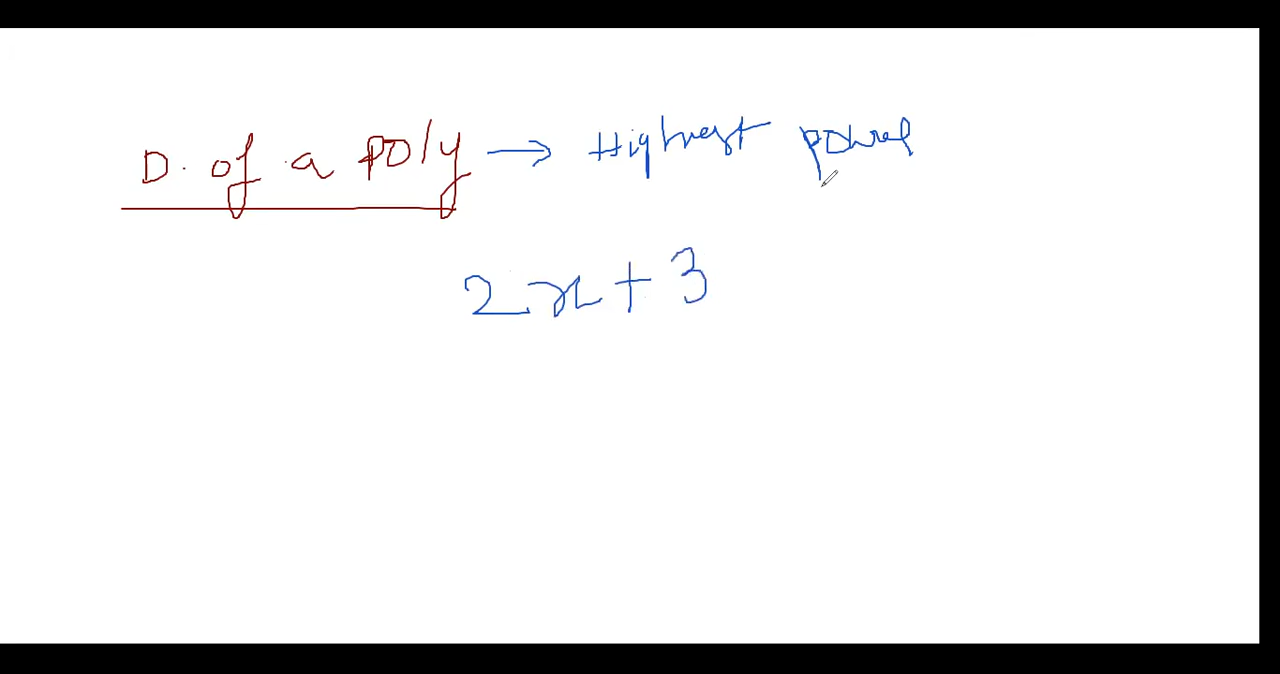 D. of a poly → Highest power
2x + 3